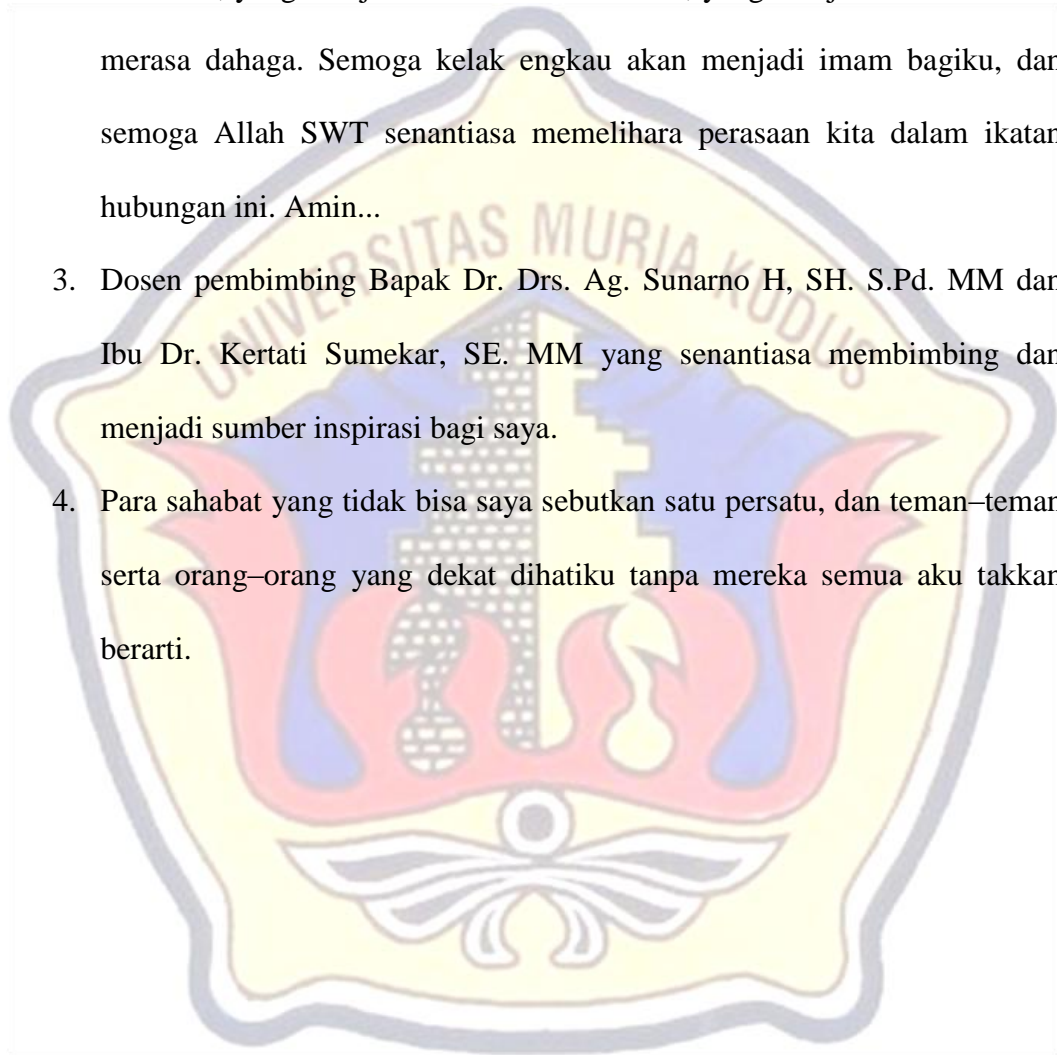 merasa dahaga. Semoga kelak engkau akan menjadi imam bagiku, dan
semoga Allah SWT senantiasa memelihara perasaan kita dalam ikatan
hubungan ini. Amin...
UNIVERSITAS MURIA KUDUS
3. Dosen pembimbing Bapak Dr. Drs. Ag. Sunarno H, SH. S.Pd. MM dan
Ibu Dr. Kertati Sumekar, SE. MM yang senantiasa membimbing dan
menjadi sumber inspirasi bagi saya.
4. Para sahabat yang tidak bisa saya sebutkan satu persatu, dan teman–teman
serta orang–orang yang dekat dihatiku tanpa mereka semua aku takkan
berarti.